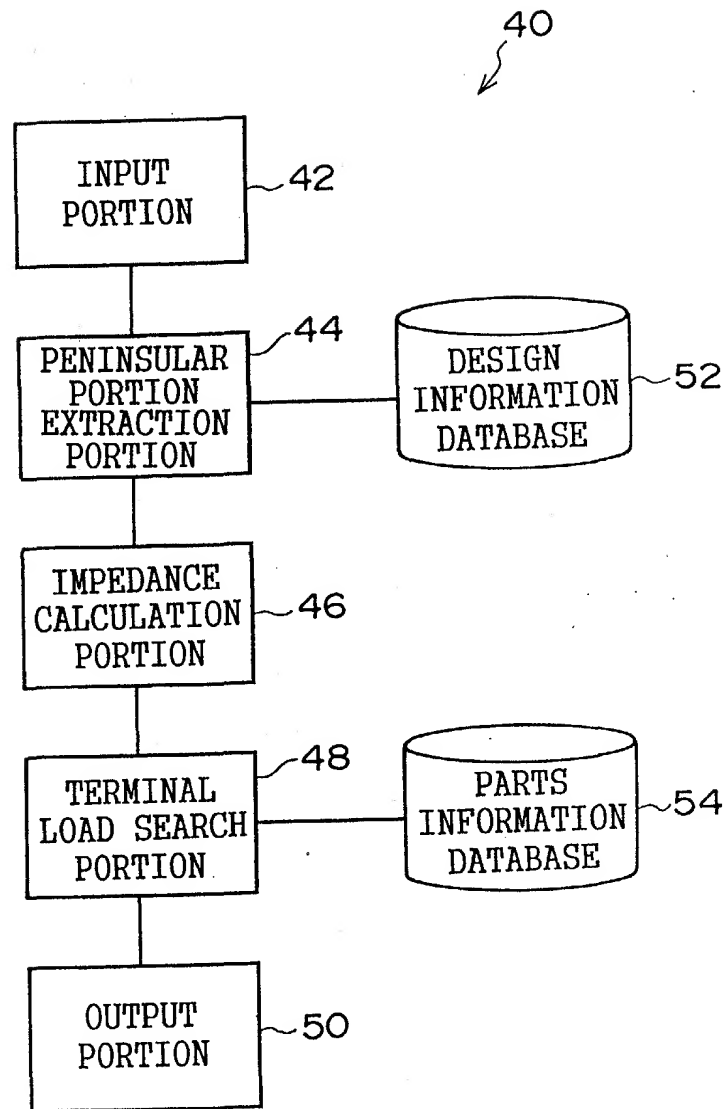 40
INPUT
PORTION
42
PENINSULAR
PORTION
EXTRACTION
PORTION
44
DESIGN
INFORMATION
DATABASE
52
IMPEDANCE
CALCULATION
PORTION
46
TERMINAL
LOAD SEARCH
PORTION
48
PARTS
INFORMATION
DATABASE
54
OUTPUT
PORTION
50